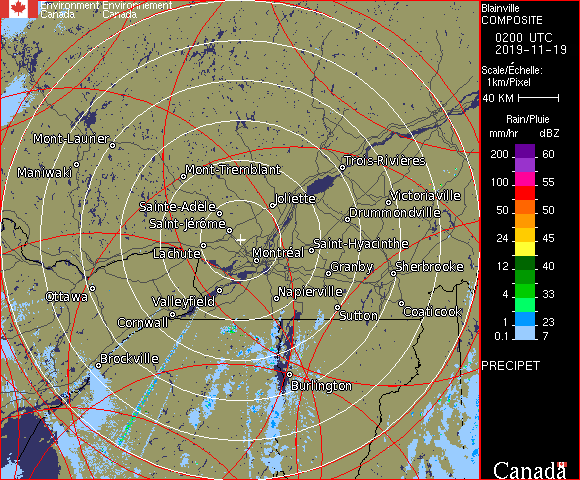 Environment Environnement
Canada Canada
Blainville
COMPOSITE
0200 UTC
2019-11-19
Scale/Échelle:
1km/Pixel
40 KM
Rain/Pluie
mm/hr dBZ
200 60
100 55
50 50
24 45
12 40
4 33
1 23
0.1 7
PRECIPET
Mont-Laurier
Maniwaki
Mont-Tremblant
Trois-Rivières
Joliette
Victoriaville
Sainte-Adèle
Drummondville
Saint-Jérôme
Saint-Hyacinthe
Lachute
Montréal
Granby
Sherbrooke
Ottawa
Valleyfield
Napierville
Sutton
Coaticook
Cornwall
Brockville
Burlington
Canada